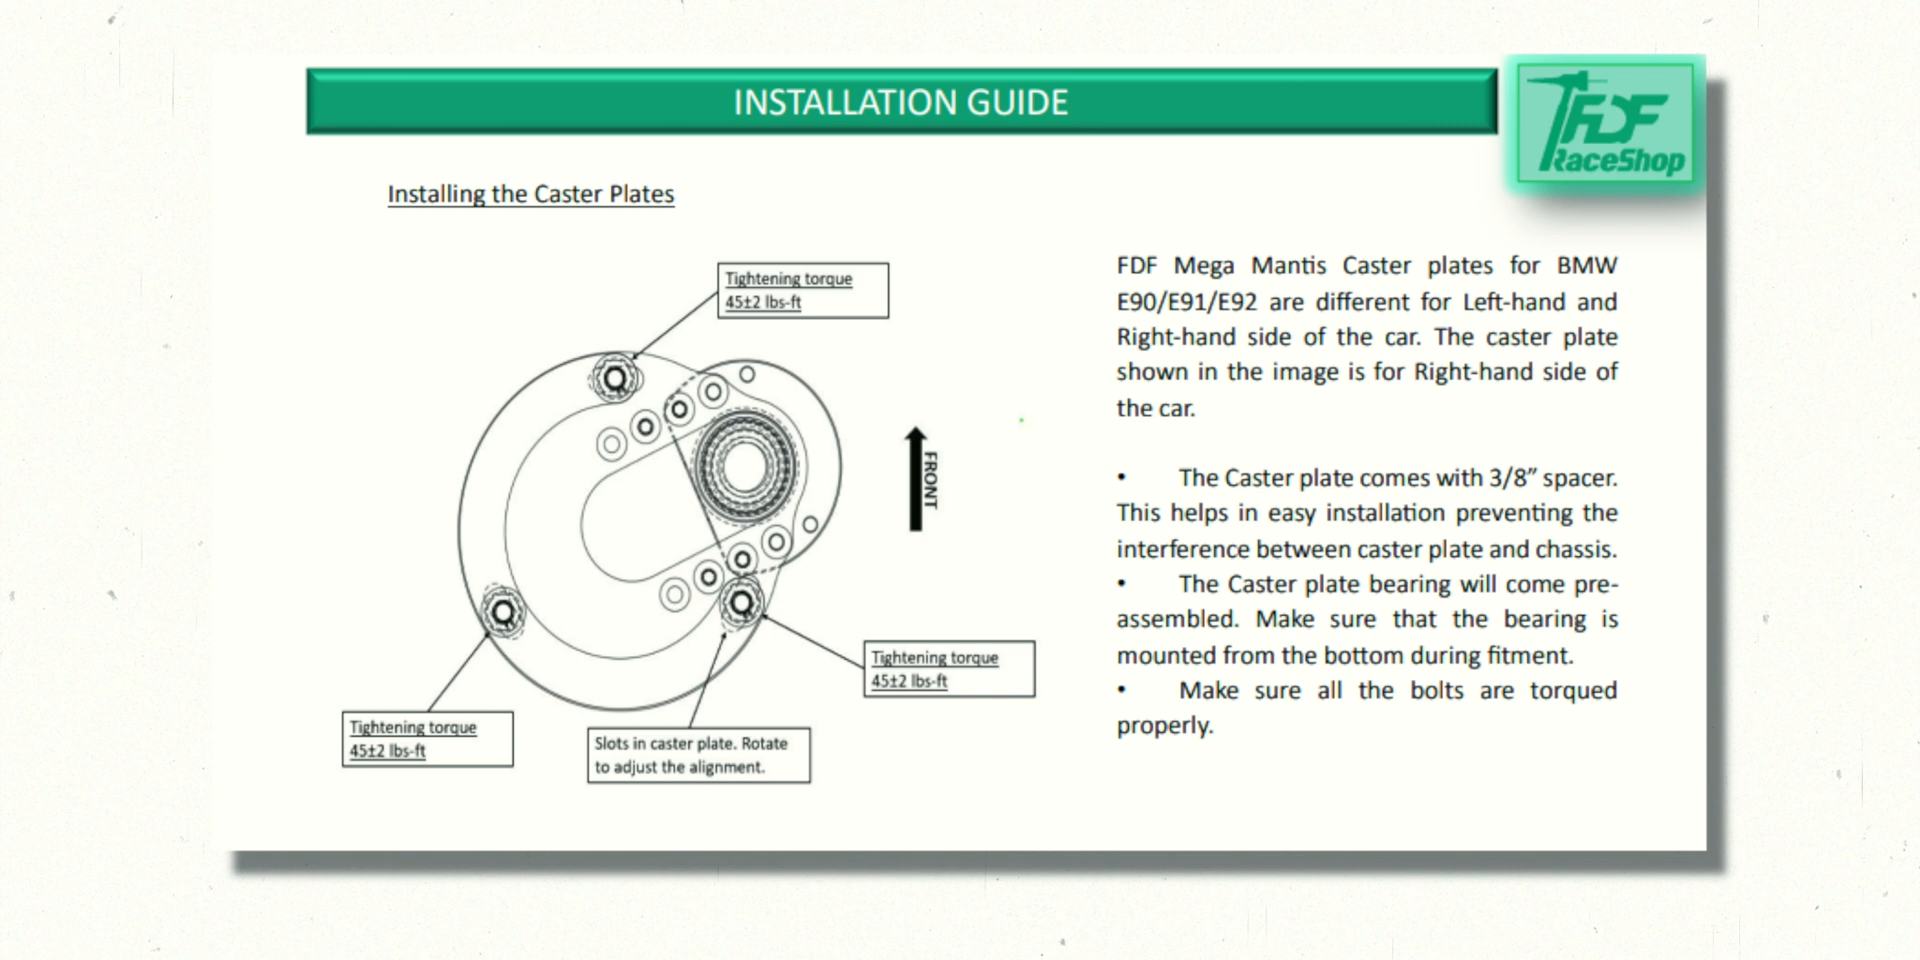 INSTALLATION GUIDE
FDF
RaceShop
Installing the Caster Plates
Tightening torque
45±2 lbs-ft
FRONT
Tightening torque
45±2 lbs-ft
Tightening torque
45±2 lbs-ft
Slots in caster plate. Rotate
to adjust the alignment.
FDF Mega Mantis Caster plates for BMW
E90/E91/E92 are different for Left-hand and
Right-hand side of the car. The caster plate
shown in the image is for Right-hand side of
the car.
• The Caster plate comes with 3/8” spacer.
This helps in easy installation preventing the
interference between caster plate and chassis.
• The Caster plate bearing will come pre-
assembled. Make sure that the bearing is
mounted from the bottom during fitment.
• Make sure all the bolts are torqued
properly.